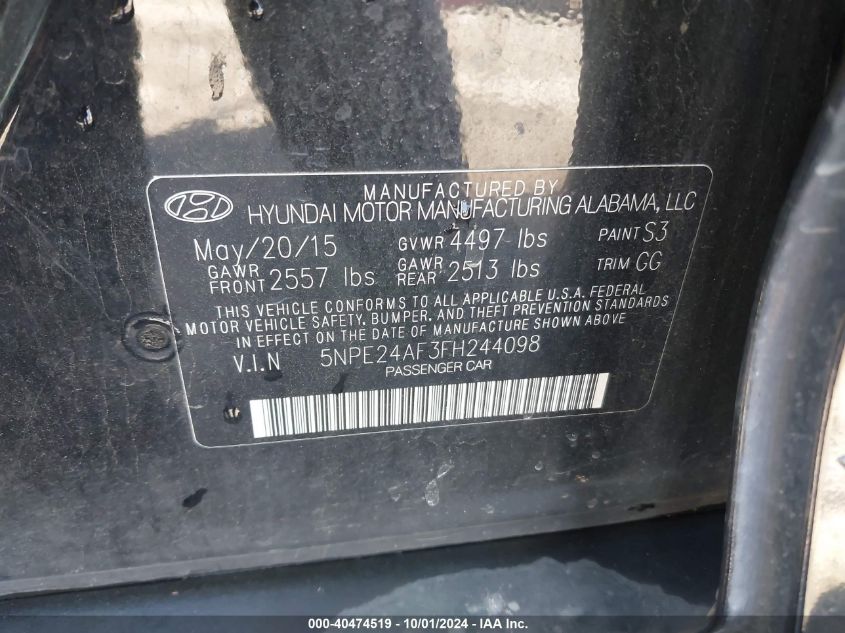 MANUFACTURED BY
HYUNDAI MOTOR MANUFACTURING ALABAMA, LLC
May/20/15 GVWR 4497 lbs PAINT S3
GAWR FRONT 2557 lbs GAWR REAR 2513 lbs TRIM GG
THIS VEHICLE CONFORMS TO ALL APPLICABLE U.S.A. FEDERAL
MOTOR VEHICLE SAFETY, BUMPER, AND THEFT PREVENTION STANDARDS
IN EFFECT ON THE DATE OF MANUFACTURE SHOWN ABOVE
V.I.N 5NPE24AF3FH244098
PASSENGER CAR
000-40474519 - 10/01/2024 - © IAA Inc.